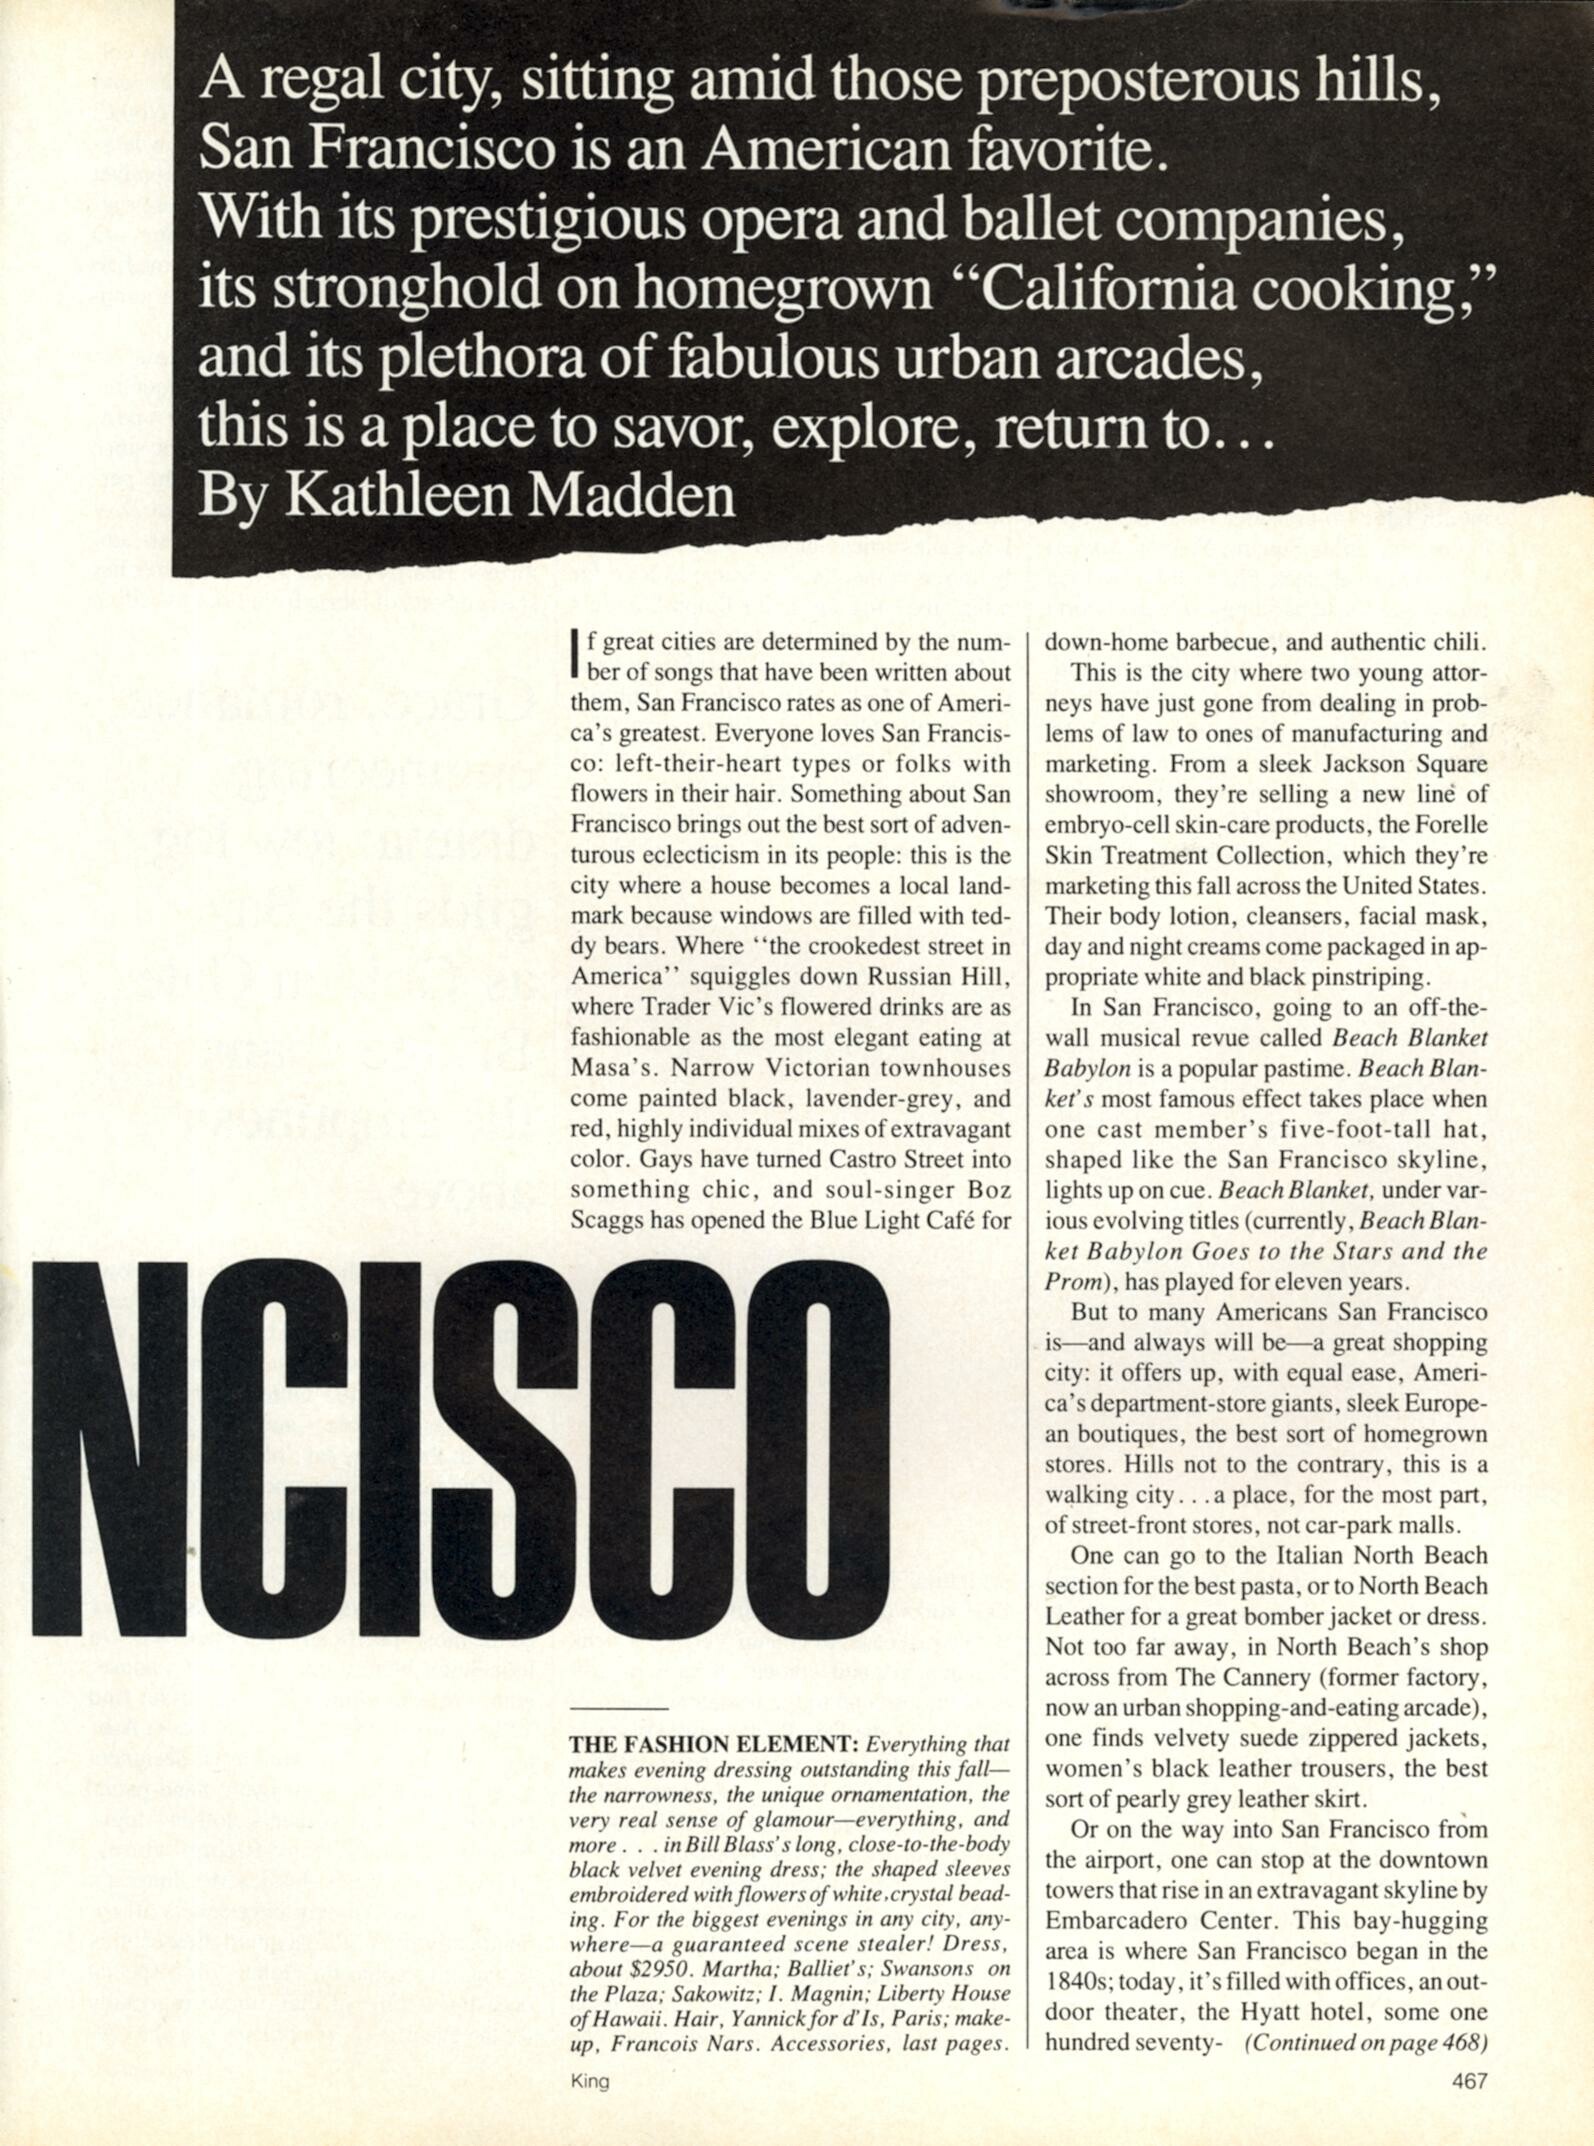 A regal city, sitting amid those preposterous hills,
San Francisco is an American favorite.
With its prestigious opera and ballet companies,
its stronghold on homegrown “California cooking,”
and its plethora of fabulous urban arcades,
this is a place to savor, explore, return to...
By Kathleen Madden
If great cities are determined by the num-
ber of songs that have been written about
them, San Francisco rates as one of Ameri-
ca's greatest. Everyone loves San Francis-
co: left-their-heart types or folks with
flowers in their hair. Something about San
Francisco brings out the best sort of adven-
turous eclecticism in its people: this is the
city where a house becomes a local land-
mark because windows are filled with ted-
dy bears. Where “the crookedest street in
America” squiggles down Russian Hill,
where Trader Vic's flowered drinks are as
fashionable as the most elegant eating at
Masa's. Narrow Victorian townhouses
come painted black, lavender-grey, and
red, highly individual mixes of extravagant
color. Gays have turned Castro Street into
something chic, and soul-singer Boz
Scaggs has opened the Blue Light Café for
down-home barbecue, and authentic chili.
This is the city where two young attor-
neys have just gone from dealing in prob-
lems of law to ones of manufacturing and
marketing. From a sleek Jackson Square
showroom, they're selling a new line of
embryo-cell skin-care products, the Forelle
Skin Treatment Collection, which they're
marketing this fall across the United States.
Their body lotion, cleansers, facial mask,
day and night creams come packaged in ap-
propriate white and black pinstriping.
In San Francisco, going to an off-the-
wall musical revue called Beach Blanket
Babylon is a popular pastime. Beach Blan-
ket's most famous effect takes place when
one cast member's five-foot-tall hat,
shaped like the San Francisco skyline,
lights up on cue. Beach Blanket, under var-
ious evolving titles (currently, Beach Blan-
ket Babylon Goes to the Stars and the
Prom), has played for eleven years.
But to many Americans San Francisco
is—and always will be—a great shopping
city: it offers up, with equal ease, Ameri-
ca's department-store giants, sleek Europe-
an boutiques, the best sort of homegrown
stores. Hills not to the contrary, this is a
walking city...a place, for the most part,
of street-front stores, not car-park malls.
One can go to the Italian North Beach
section for the best pasta, or to North Beach
Leather for a great bomber jacket or dress.
Not too far away, in North Beach's shop
across from The Cannery (former factory,
now an urban shopping-and-eating arcade),
one finds velvety suede zippered jackets,
women's black leather trousers, the best
sort of pearly grey leather skirt.
Or on the way into San Francisco from
the airport, one can stop at the downtown
towers that rise in an extravagant skyline by
Embarcadero Center. This bay-hugging
area is where San Francisco began in the
1840s; today, it's filled with offices, an out-
door theater, the Hyatt hotel, some one
hundred seventy- (Continued on page 468)
NCISCO
THE FASHION ELEMENT: Everything that
makes evening dressing outstanding this fall—
the narrowness, the unique ornamentation, the
very real sense of glamour—everything, and
more . . . in Bill Blass's long, close-to-the-body
black velvet evening dress; the shaped sleeves
embroidered with flowers of white, crystal bead-
ing. For the biggest evenings in any city, any-
where—a guaranteed scene stealer! Dress,
about $2950. Martha; Balliet's; Swansons on
the Plaza; Sakowitz; I. Magnin; Liberty House
of Hawaii. Hair, Yannick for d'Is, Paris; make-
up, Francois Nars. Accessories, last pages.
King
467